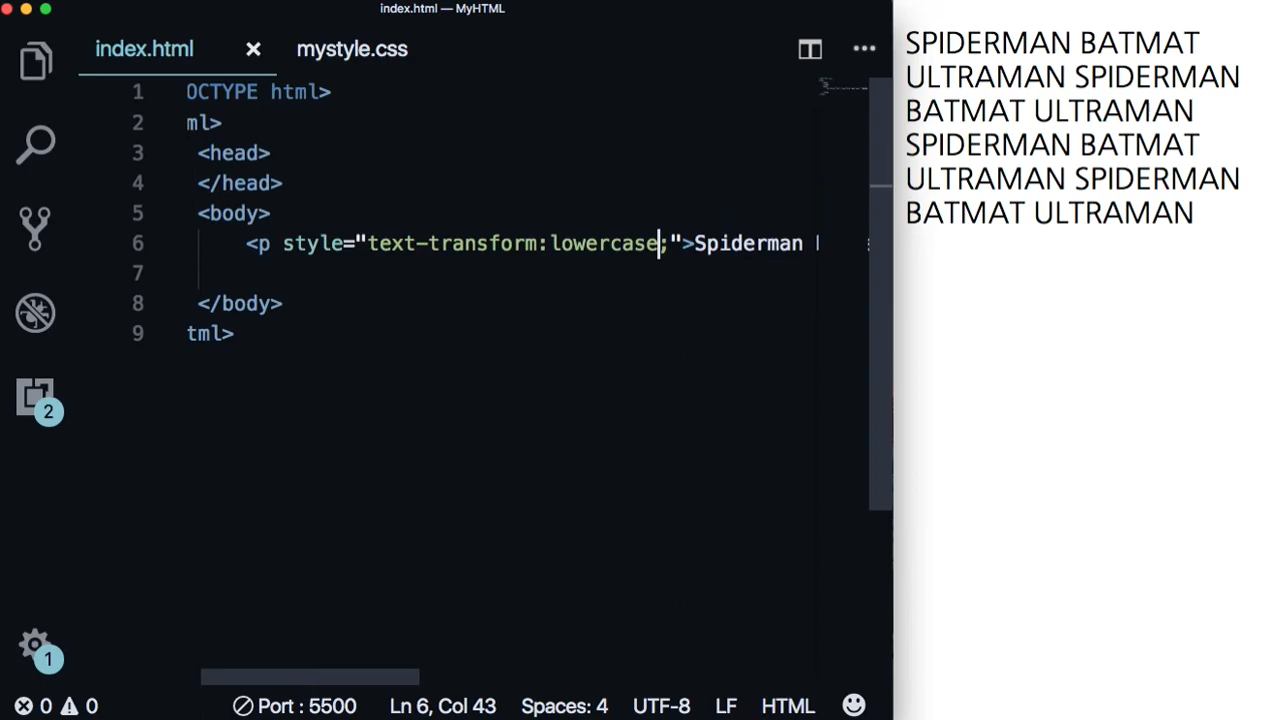 index.html — MyHTML
index.html
mystyle.css
1 OCTYPE html>
2 ml>
3 <head>
4 </head>
5 <body>
6 <p style="text-transform:lowercase;">Spiderman
7
8 </body>
9 tml>
2
1
0 0 Port : 5500 Ln 6, Col 43 Spaces: 4 UTF-8 LF HTML
SPIDERMAN BATMAT
ULTRAMAN SPIDERMAN
BATMAT ULTRAMAN
SPIDERMAN BATMAT
ULTRAMAN SPIDERMAN
BATMAT ULTRAMAN